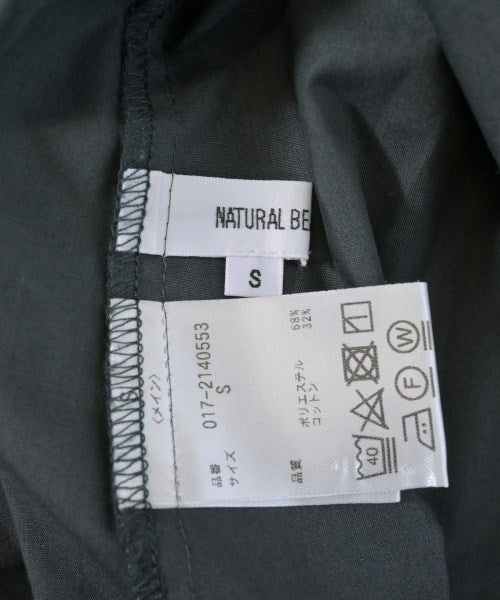 NATURAL BE
S
〈メイン〉
品番 017-2140553
サイズ S
品質 ポリエステル 68%
コットン 32%
40
F
W